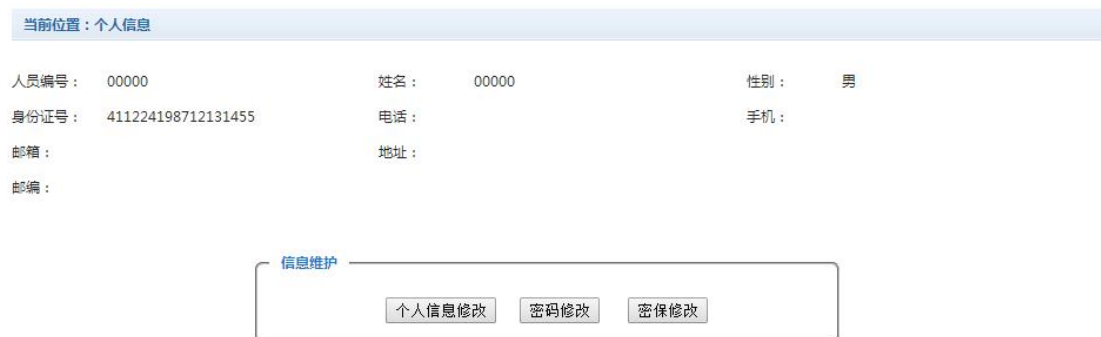 当前位置：个人信息
人员编号： 00000 姓名： 00000 性别： 男
身份证号： 411224198712131455 电话： 手机：
邮箱： 地址：
邮编：
信息维护
个人信息修改 密码修改 密保修改